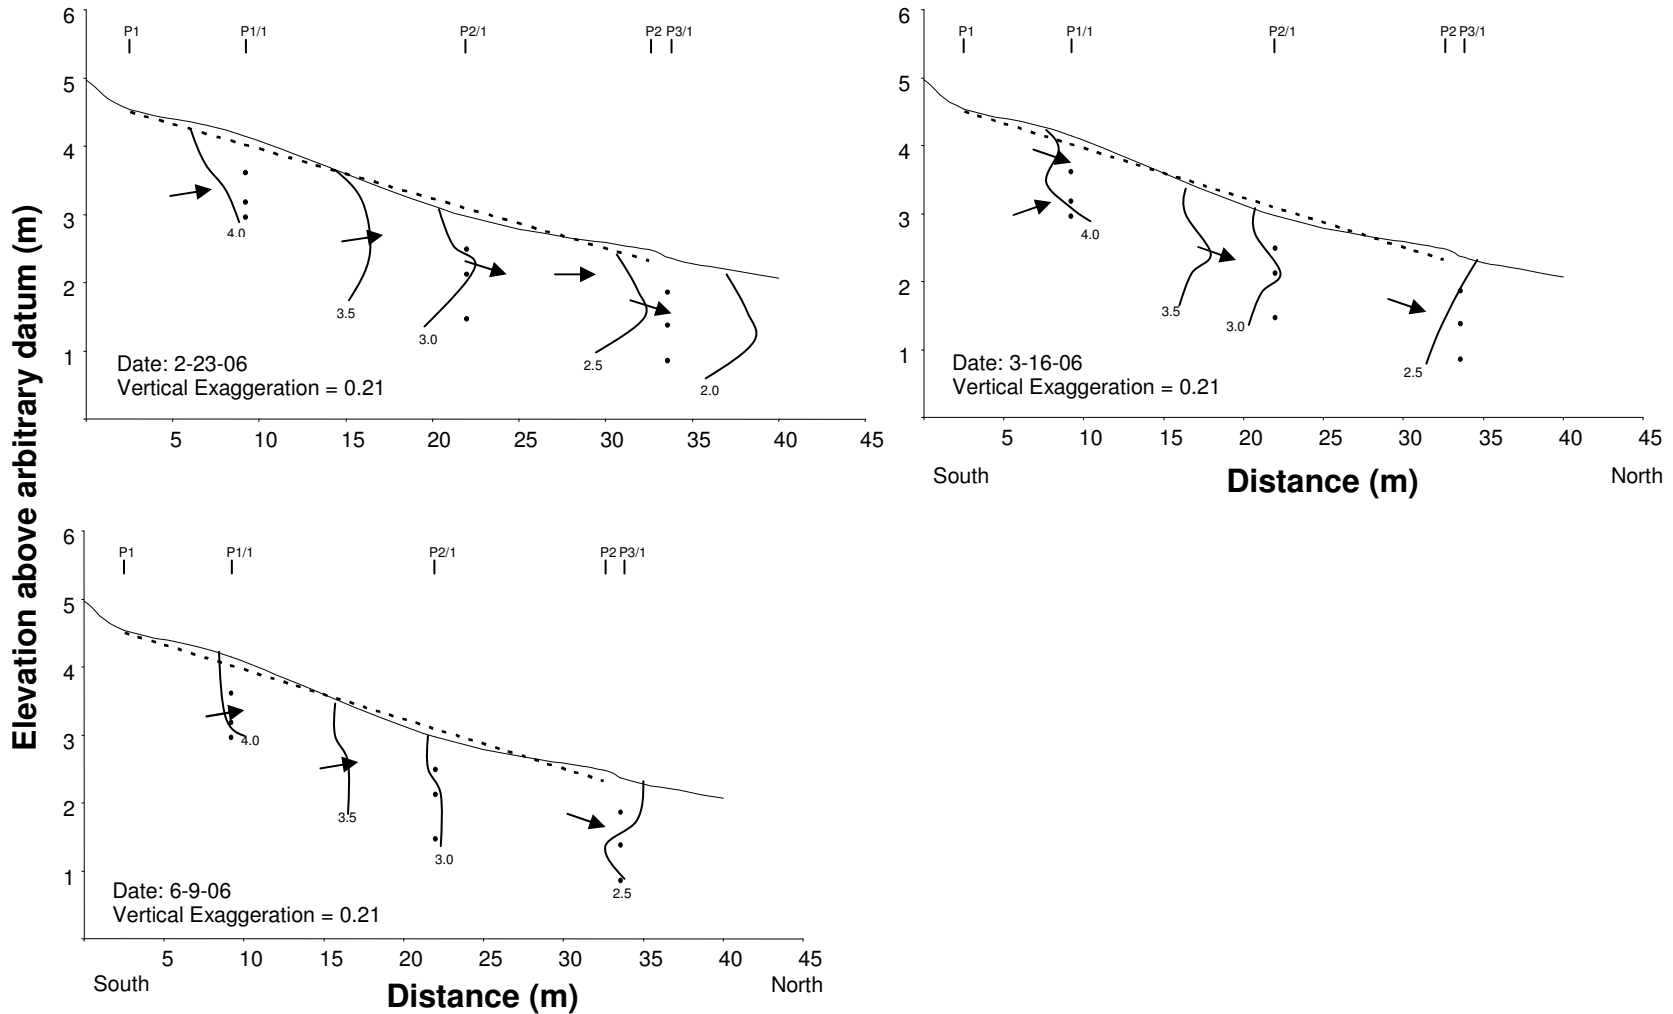 Elevation above arbitrary datum (m)
6
5
4
3
2
1
P1
P1/1
P2/1
P2
P3/1
4.0
3.5
3.0
2.5
2.0
Date: 2-23-06
Vertical Exaggeration = 0.21
5 10 15 20 25 30 35 40 45
6
5
4
3
2
1
P1
P1/1
P2/1
P2
P3/1
4.0
3.5
3.0
2.5
Date: 3-16-06
Vertical Exaggeration = 0.21
5 10 15 20 25 30 35 40 45
South Distance (m) North
6
5
4
3
2
1
P1
P1/1
P2/1
P2
P3/1
4.0
3.5
3.0
2.5
Date: 6-9-06
Vertical Exaggeration = 0.21
5 10 15 20 25 30 35 40 45
South Distance (m) North